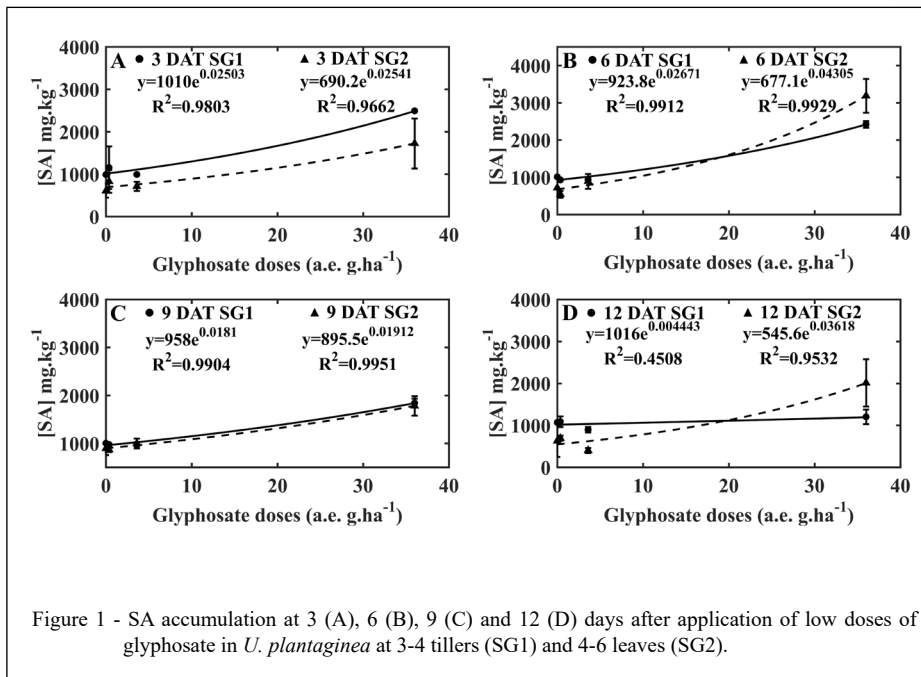 A
● 3 DAT SG1 ▲ 3 DAT SG2
y=1010e^0.02503 y=690.2e^0.02541
R²=0.9803 R²=0.9662
4000
3000
2000
1000
0
[SA] mg.kg⁻¹
0 10 20 30 40
Glyphosate doses (a.e. g.ha⁻¹)
B
● 6 DAT SG1 ▲ 6 DAT SG2
y=923.8e^0.02671 y=677.1e^0.04305
R²=0.9912 R²=0.9929
4000
3000
2000
1000
0
[SA] mg.kg⁻¹
0 10 20 30 40
Glyphosate doses (a.e. g.ha⁻¹)
C
● 9 DAT SG1 ▲ 9 DAT SG2
y=958e^0.0181 y=895.5e^0.01912
R²=0.9904 R²=0.9951
4000
3000
2000
1000
[SA] mg.kg⁻¹
0 10 20 30 40
Glyphosate doses (a.e. g.ha⁻¹)
D
● 12 DAT SG1 ▲ 12 DAT SG2
y=1016e^0.004443 y=545.6e^0.03618
R²=0.4508 R²=0.9532
4000
3000
2000
1000
0
[SA] mg.kg⁻¹
0 10 20 30 40
Glyphosate doses (a.e. g.ha⁻¹)
Figure 1 - SA accumulation at 3 (A), 6 (B), 9 (C) and 12 (D) days after application of low doses of
glyphosate in U. plantaginea at 3-4 tillers (SG1) and 4-6 leaves (SG2).